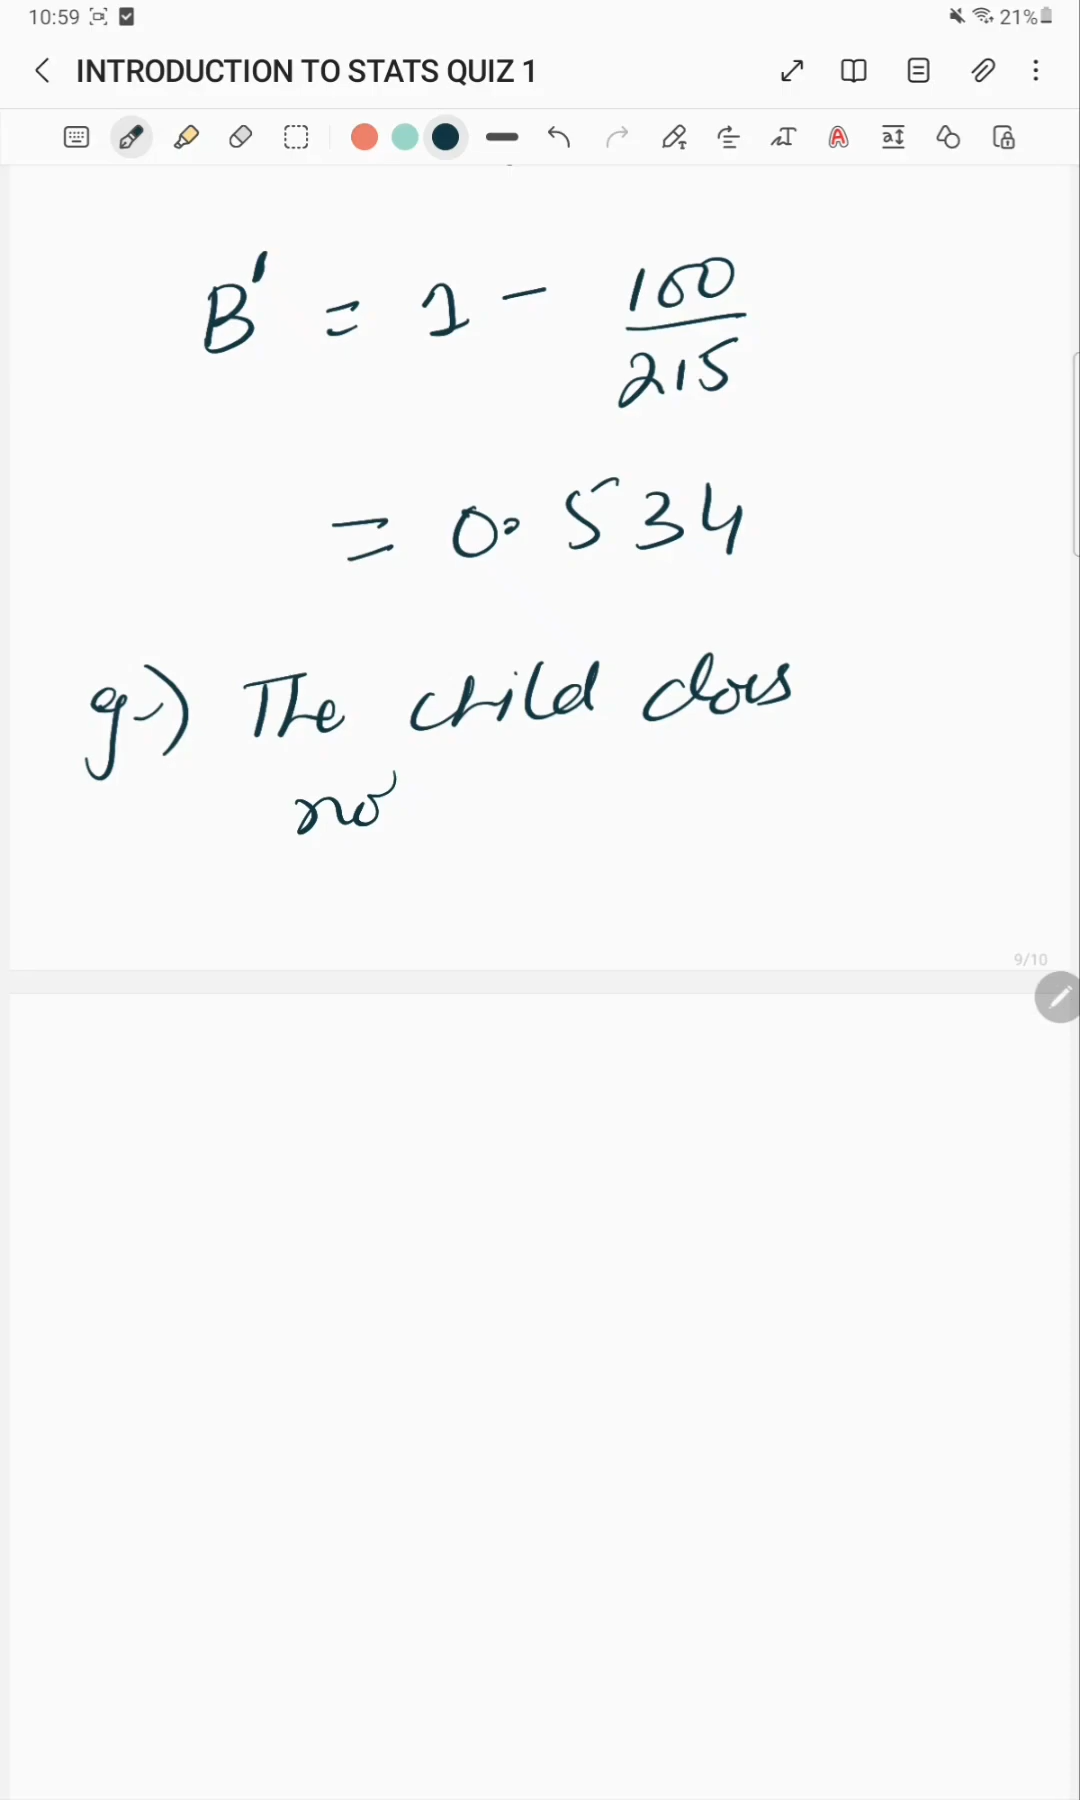 10:59 21%
INTRODUCTION TO STATS QUIZ 1
B' = 1 - 100/215
= 0.534
g-) The child does
no
9/10